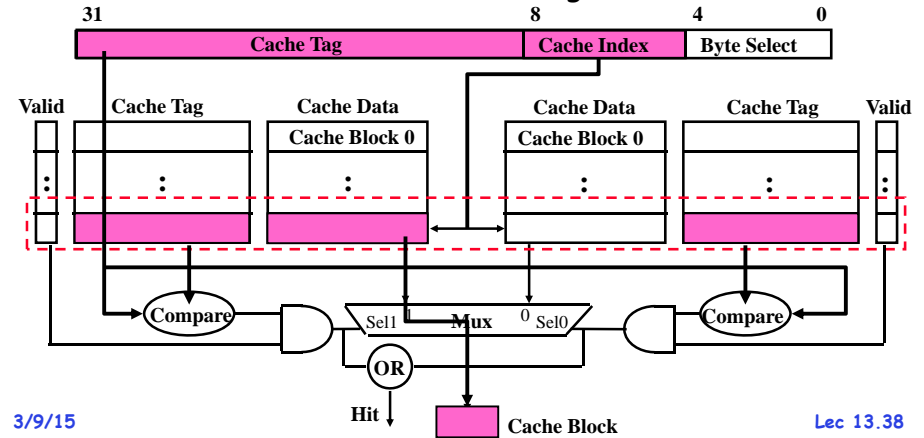 31 8 4 0
Cache Tag Cache Index Byte Select
Valid Cache Tag Cache Data Cache Data Cache Tag Valid
Cache Block 0 Cache Block 0
: : : : : :
Compare Sel1 1 Mux 0 Sel0 Compare
OR
Hit
Cache Block
3/9/15 Lec 13.38